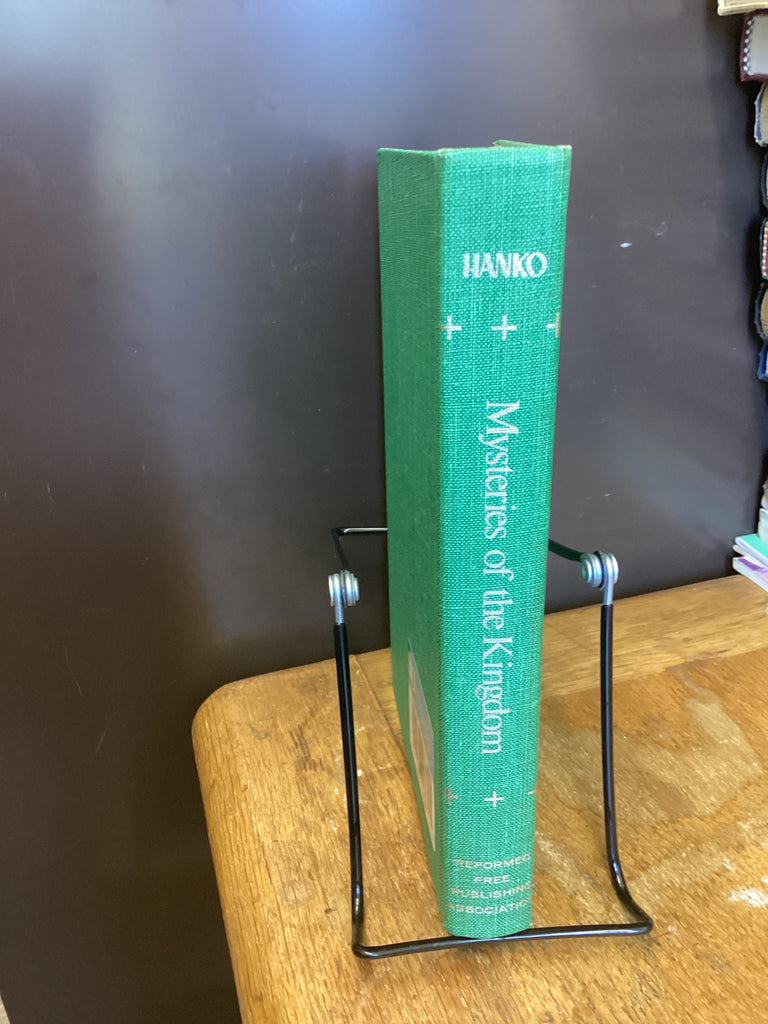 HANKO
Mysteries of the Kingdom
REFORMED
FREE
PUBLISHING
ASSOCIATION